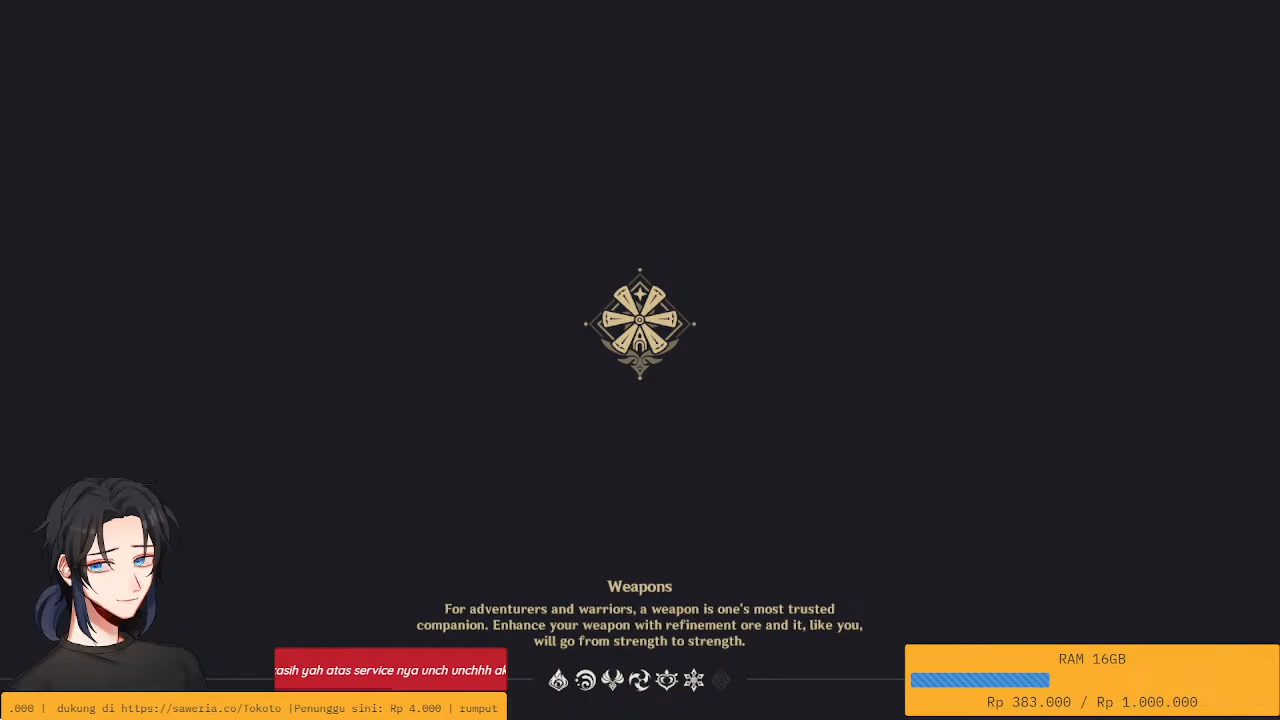 Weapons
For adventurers and warriors, a weapon is one's most trusted
companion. Enhance your weapon with refinement ore and it, like you,
will go from strength to strength.
asih yah atas service nya unch unchhh ak
.000 | dukung di https://saweria.co/Tokoto |Penunggu sini: Rp 4.000 | rumput
RAM 16GB
Rp 383.000 / Rp 1.000.000